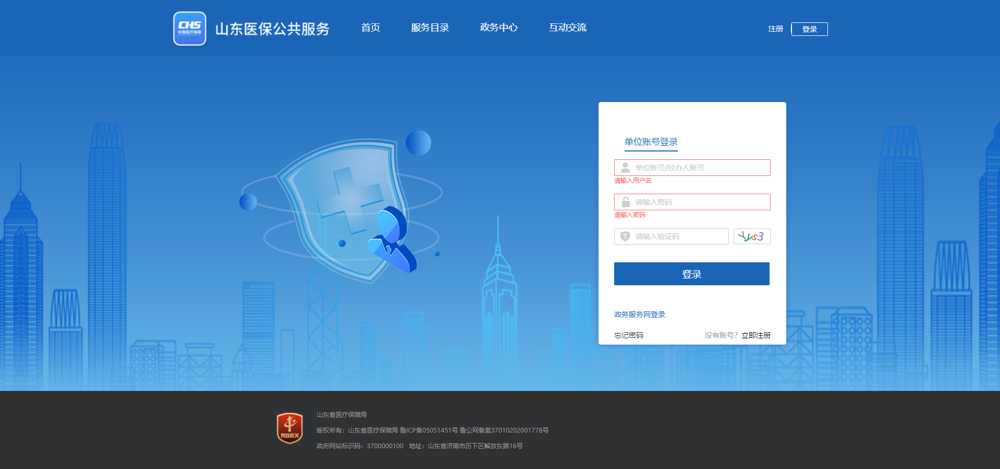 CHS
中国医疗保障
山东医保公共服务
首页 服务目录 政务中心 互动交流
注册 登录
单位账号登录
单位账号/经办人账号
请输入用户名
请输入密码
请输入密码
请输入验证码
Yys3
登录
政务服务网登录
忘记密码 没有账号? 立即注册
党政机关
山东省医疗保障局
版权所有：山东省医疗保障局 鲁ICP备05051451号 鲁公网备案37010202001778号
政府网站标识码：3700000100 地址：山东省济南市历下区解放东路16号